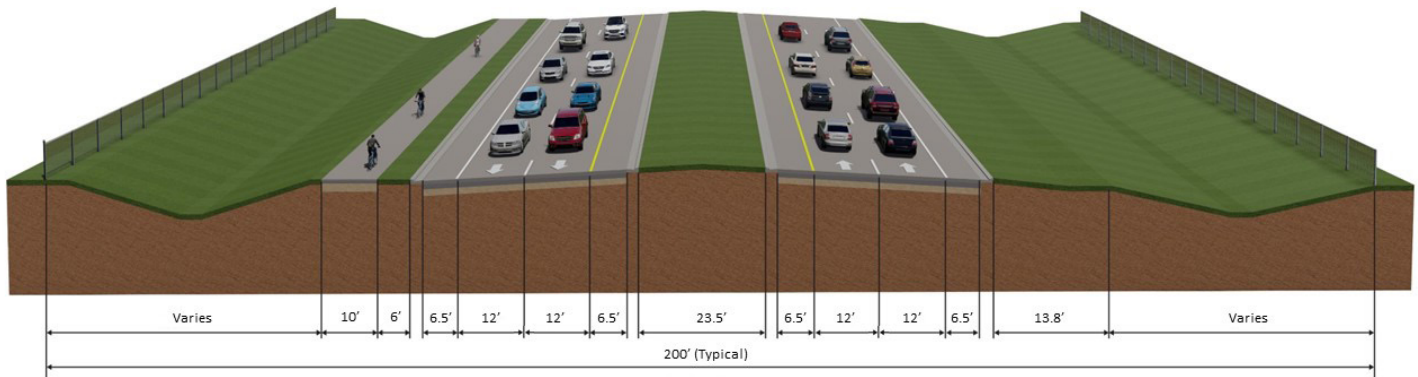 Varies 10′ 6′ 6.5′ 12′ 12′ 6.5′ 23.5′ 6.5′ 12′ 12′ 6.5′ 13.8′ Varies
200′ (Typical)